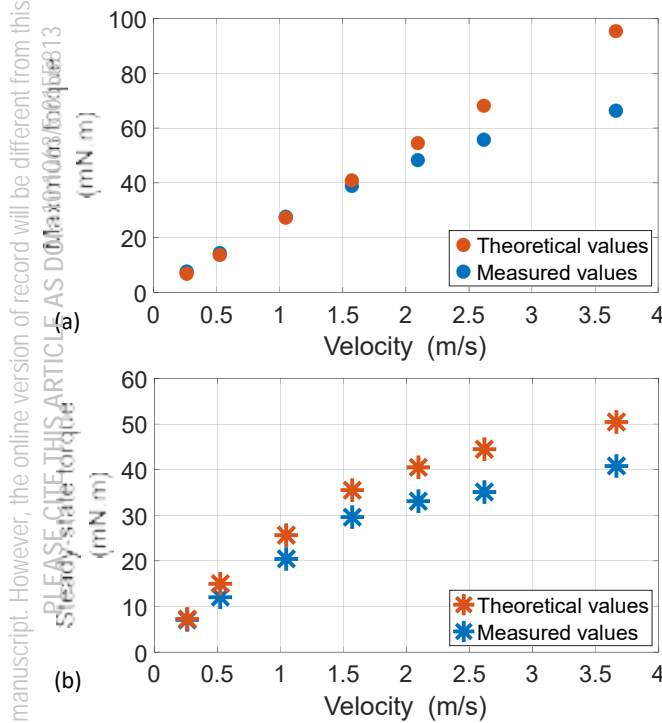 manuscript. However, the online version of record will be different from this
PLEASE CITE THIS ARTICLE AS DOI:
Maximum torque
(mN.m)
100
80
60
40
20
0
Theoretical values
Measured values
0 0.5 1 1.5 2 2.5 3 3.5 4
(a)
Velocity (m/s)
Steady state torque
(mN.m)
60
50
40
30
20
10
0
Theoretical values
Measured values
0 0.5 1 1.5 2 2.5 3 3.5 4
(b)
Velocity (m/s)